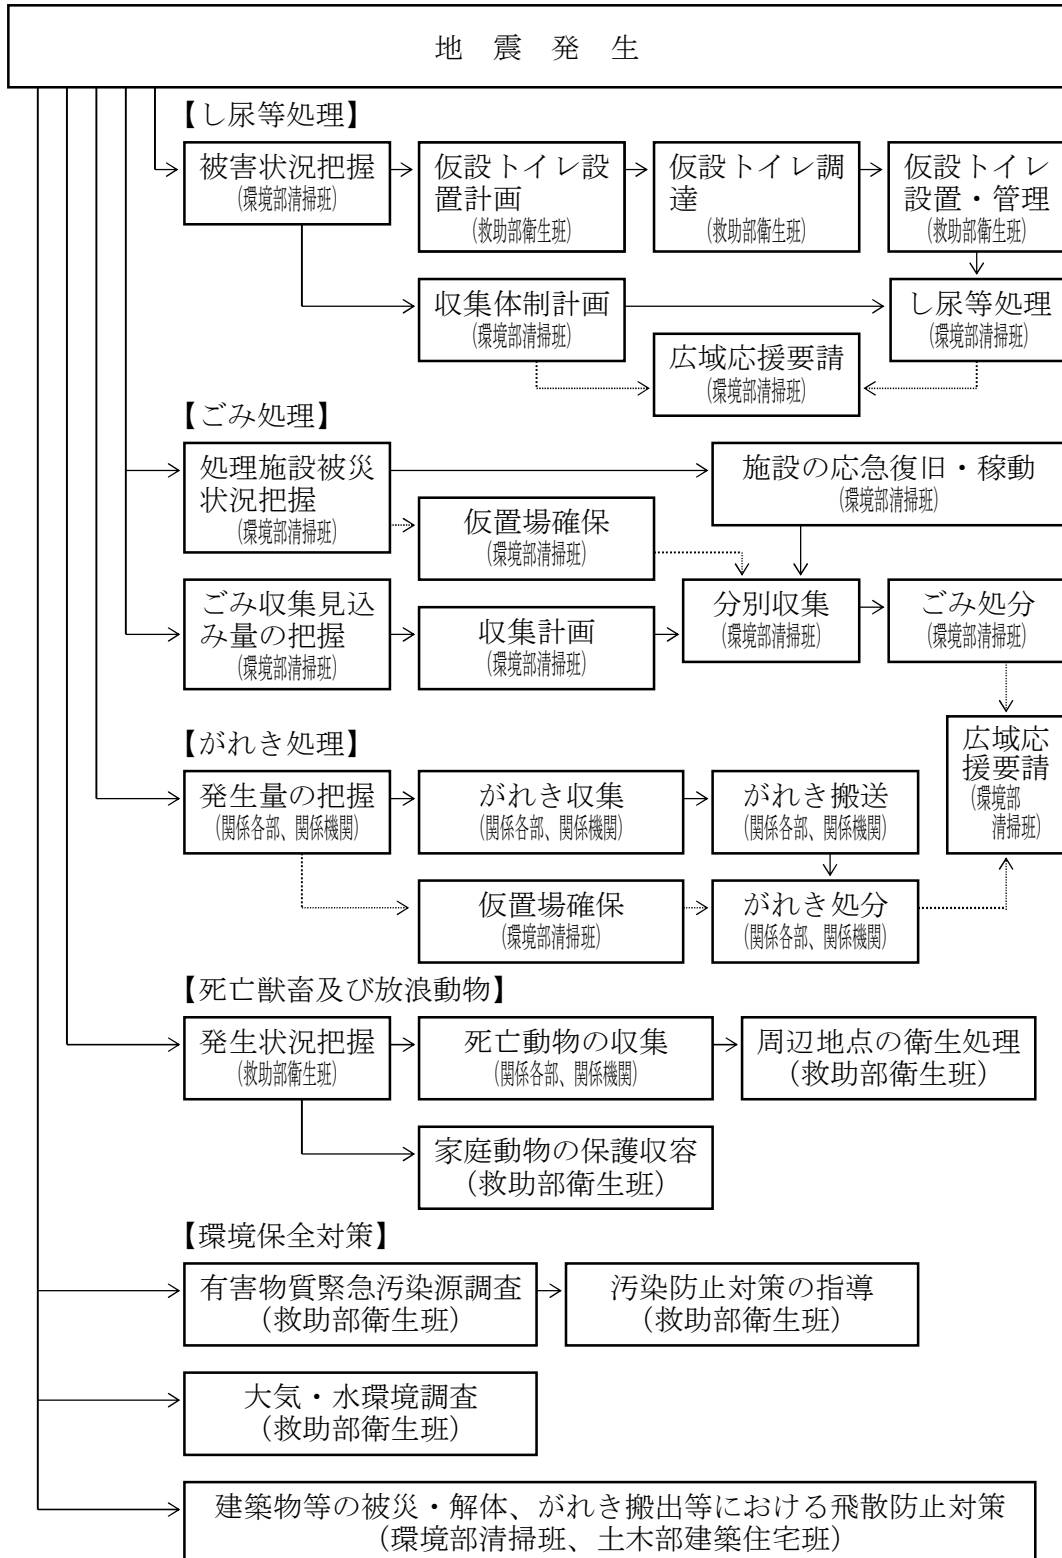 地　震　発　生
【し尿等処理】
被害状況把握
（環境部清掃班）
仮設トイレ設
置計画
（救助部衛生班）
仮設トイレ調
達
（救助部衛生班）
仮設トイレ
設置・管理
（救助部衛生班）
収集体制計画
（環境部清掃班）
し尿等処理
（環境部清掃班）
広域応援要請
（環境部清掃班）
【ごみ処理】
処理施設被災
状況把握
（環境部清掃班）
施設の応急復旧・稼動
（環境部清掃班）
仮置場確保
（環境部清掃班）
ごみ収集見込
み量の把握
（環境部清掃班）
収集計画
（環境部清掃班）
分別収集
（環境部清掃班）
ごみ処分
（環境部清掃班）
広域応
援要請
（環境部
清掃班）
【がれき処理】
発生量の把握
（関係各部、関係機関）
がれき収集
（関係各部、関係機関）
がれき搬送
（関係各部、関係機関）
仮置場確保
（環境部清掃班）
がれき処分
（関係各部、関係機関）
【死亡獣畜及び放浪動物】
発生状況把握
（救助部衛生班）
死亡動物の収集
（関係各部、関係機関）
周辺地点の衛生処理
（救助部衛生班）
家庭動物の保護収容
（救助部衛生班）
【環境保全対策】
有害物質緊急汚染源調査
（救助部衛生班）
汚染防止対策の指導
（救助部衛生班）
大気・水環境調査
（救助部衛生班）
建築物等の被災・解体、がれき搬出等における飛散防止対策
（環境部清掃班、土木部建築住宅班）